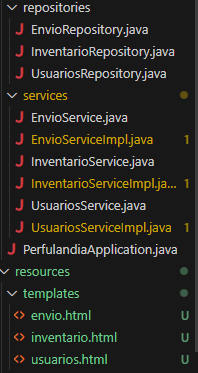 repositories
EnvioRepository.java
InventarioRepository.java
UsuariosRepository.java
services
EnvioService.java
EnvioServiceImpl.java 1
InventarioService.java
InventarioServiceImpl.ja... 1
UsuariosService.java
UsuariosServiceImpl.java 1
PerfulandiaApplication.java
resources
templates
envio.html U
inventario.html U
usuarios.html U